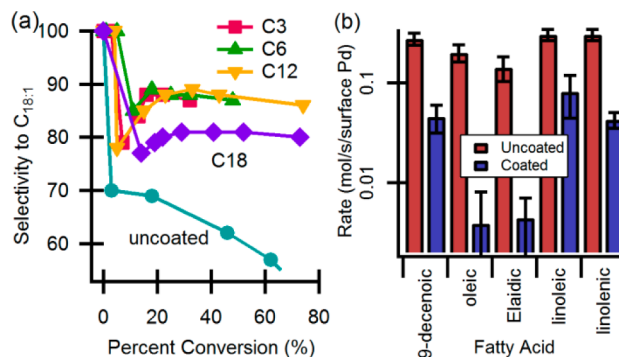 (a)
C3
C6
C12
C18
uncoated
Selectivity to C18:1
100
90
80
70
60
0
20
40
60
80
Percent Conversion (%)
(b)
Uncoated
Coated
Rate (mol/s/surface Pd)
0.1
0.01
9-decenoic
oleic
Elaidic
linoleic
linolenic
Fatty Acid